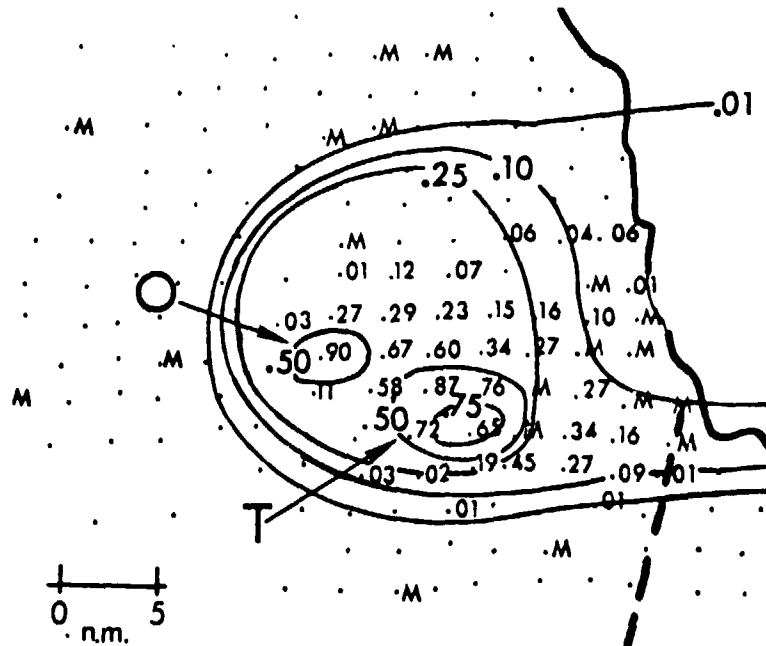 M M
M
.01
M M
.25 .10
.06 .04 .06
M
.01 .12 .07 M .01
O
.03 .27 .29 .23 .15 .16 .10 M
.50 .90 .67 .60 .34 .27 M M
M
.11 .58 .87 .76 M .27 M M
M
.50 .72 .75 .65 M .34 .16 M
.03 .02 .19 .45 .27 .09 .01
T
.01 .01
M
M
0 5
n.m.